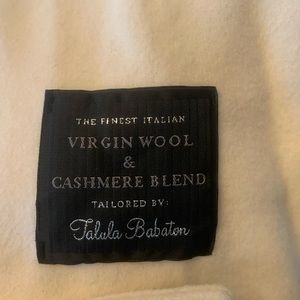 THE FINEST ITALIAN
VIRGIN WOOL
&
CASHMERE BLEND
TAILORED BY:
Talula Babaton